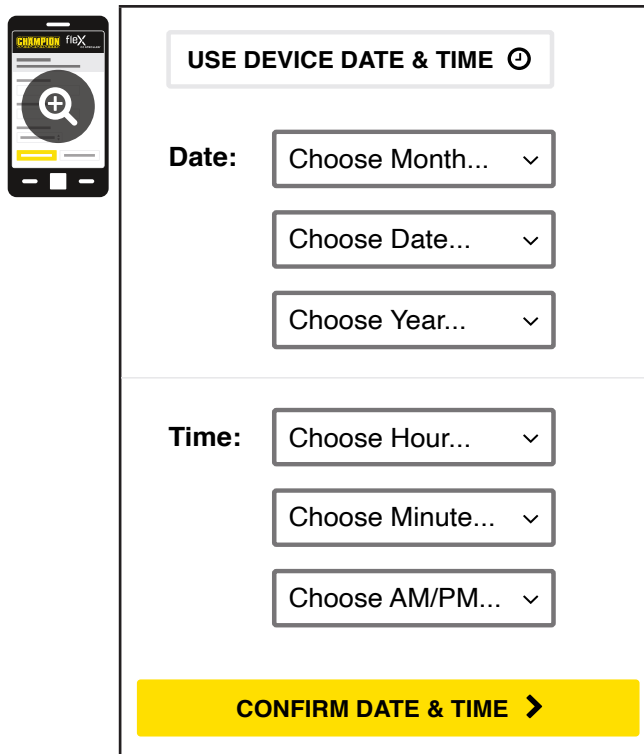 CHAMPION fleX
USE DEVICE DATE & TIME
Date:
Choose Month...
Choose Date...
Choose Year...
Time:
Choose Hour...
Choose Minute...
Choose AM/PM...
CONFIRM DATE & TIME